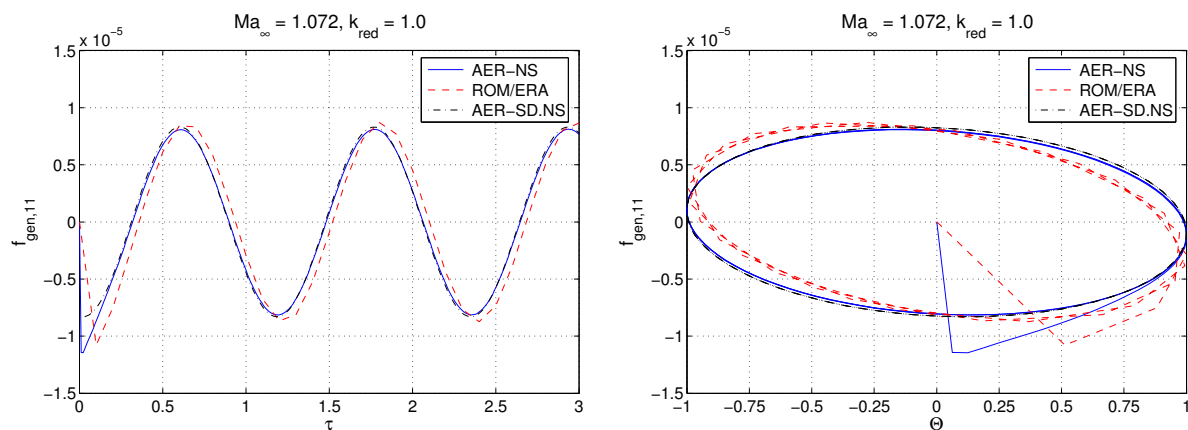 Ma∞ = 1.072, k_red = 1.0
x 10^−5
1.5
1
0.5
0
−0.5
−1
−1.5
f_gen,11
0
0.5
1
1.5
2
2.5
3
τ
AER−NS
ROM/ERA
AER−SD.NS
Ma∞ = 1.072, k_red = 1.0
x 10^−5
1.5
1
0.5
0
−0.5
−1
−1.5
f_gen,11
−1
−0.75
−0.5
−0.25
0
0.25
0.5
0.75
1
Θ
AER−NS
ROM/ERA
AER−SD.NS